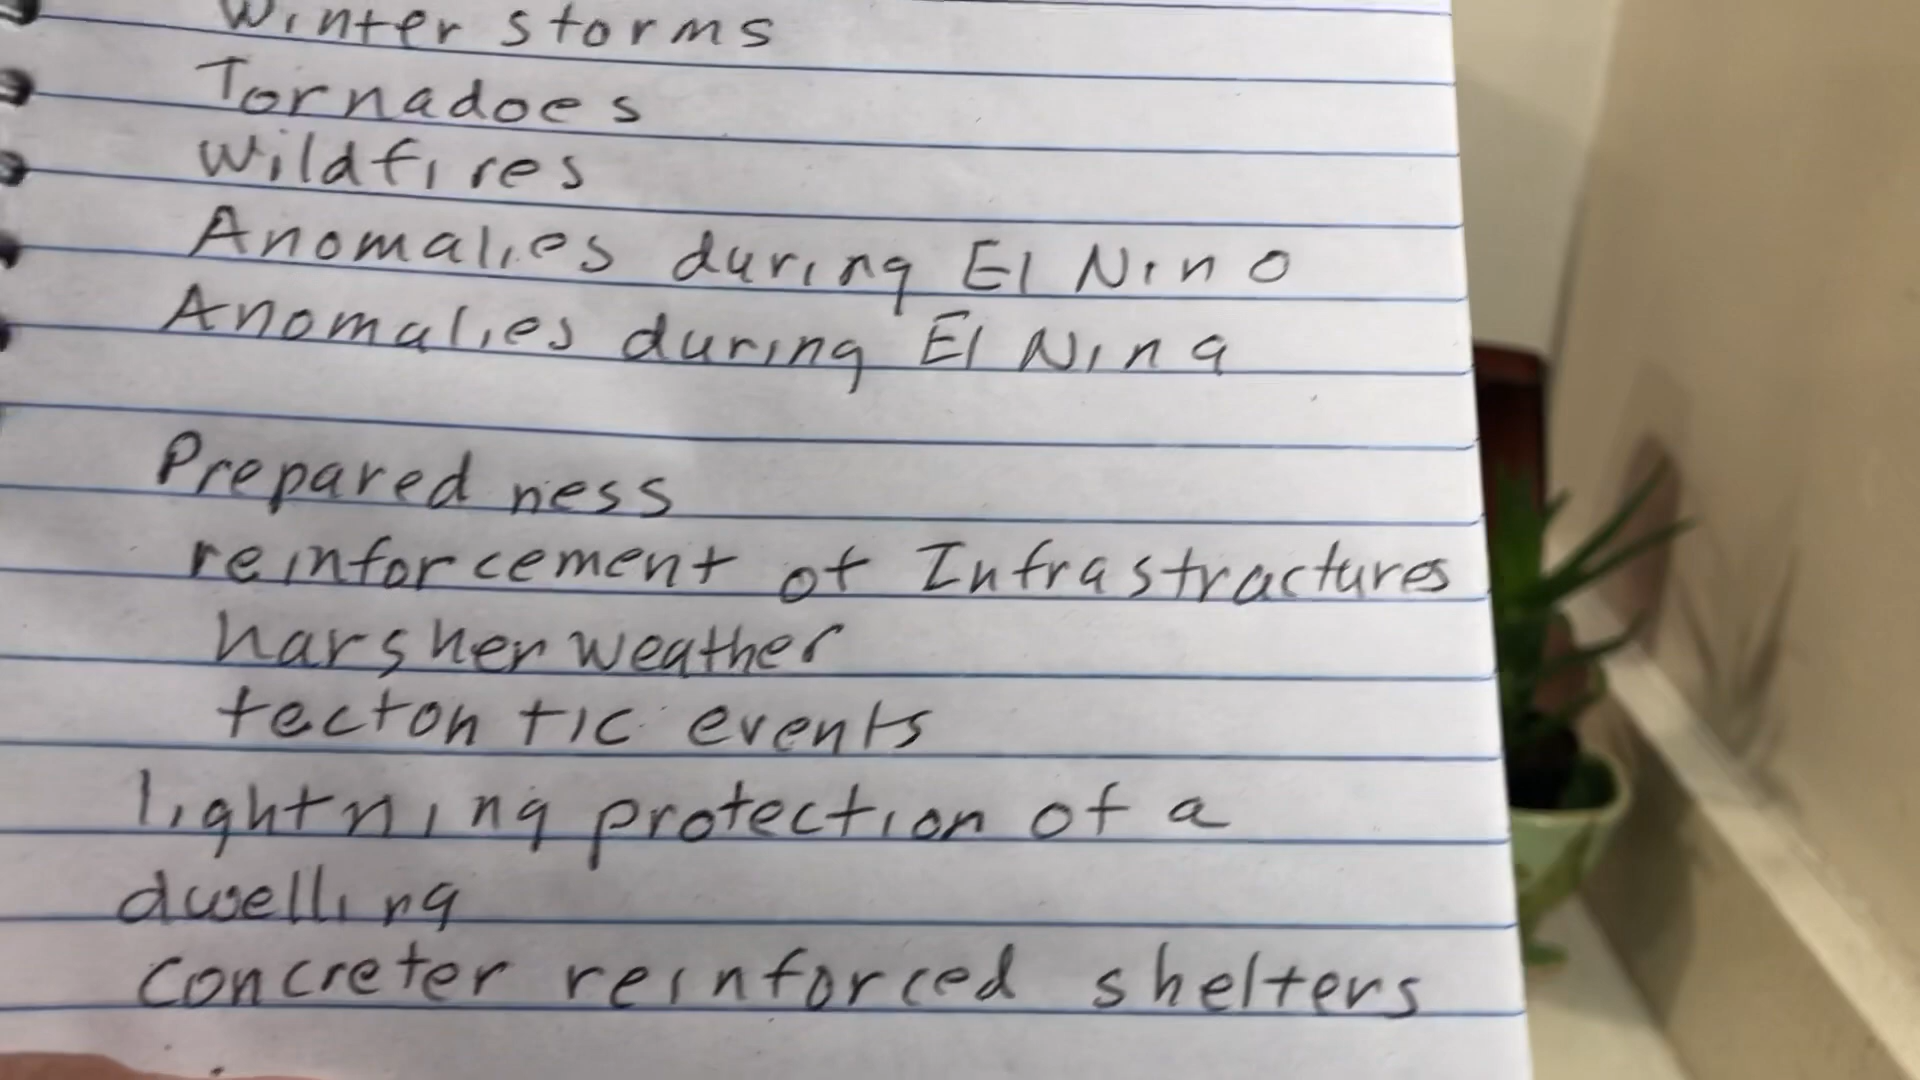 Winter storms
Tornadoes
Wildfires
Anomalies during El Nino
Anomalies during El Nina
Preparedness
reinforcement of Infrastractures
harsher weather
tectontic events
lightning protection of a
dwelling
concreter reinforced shelters